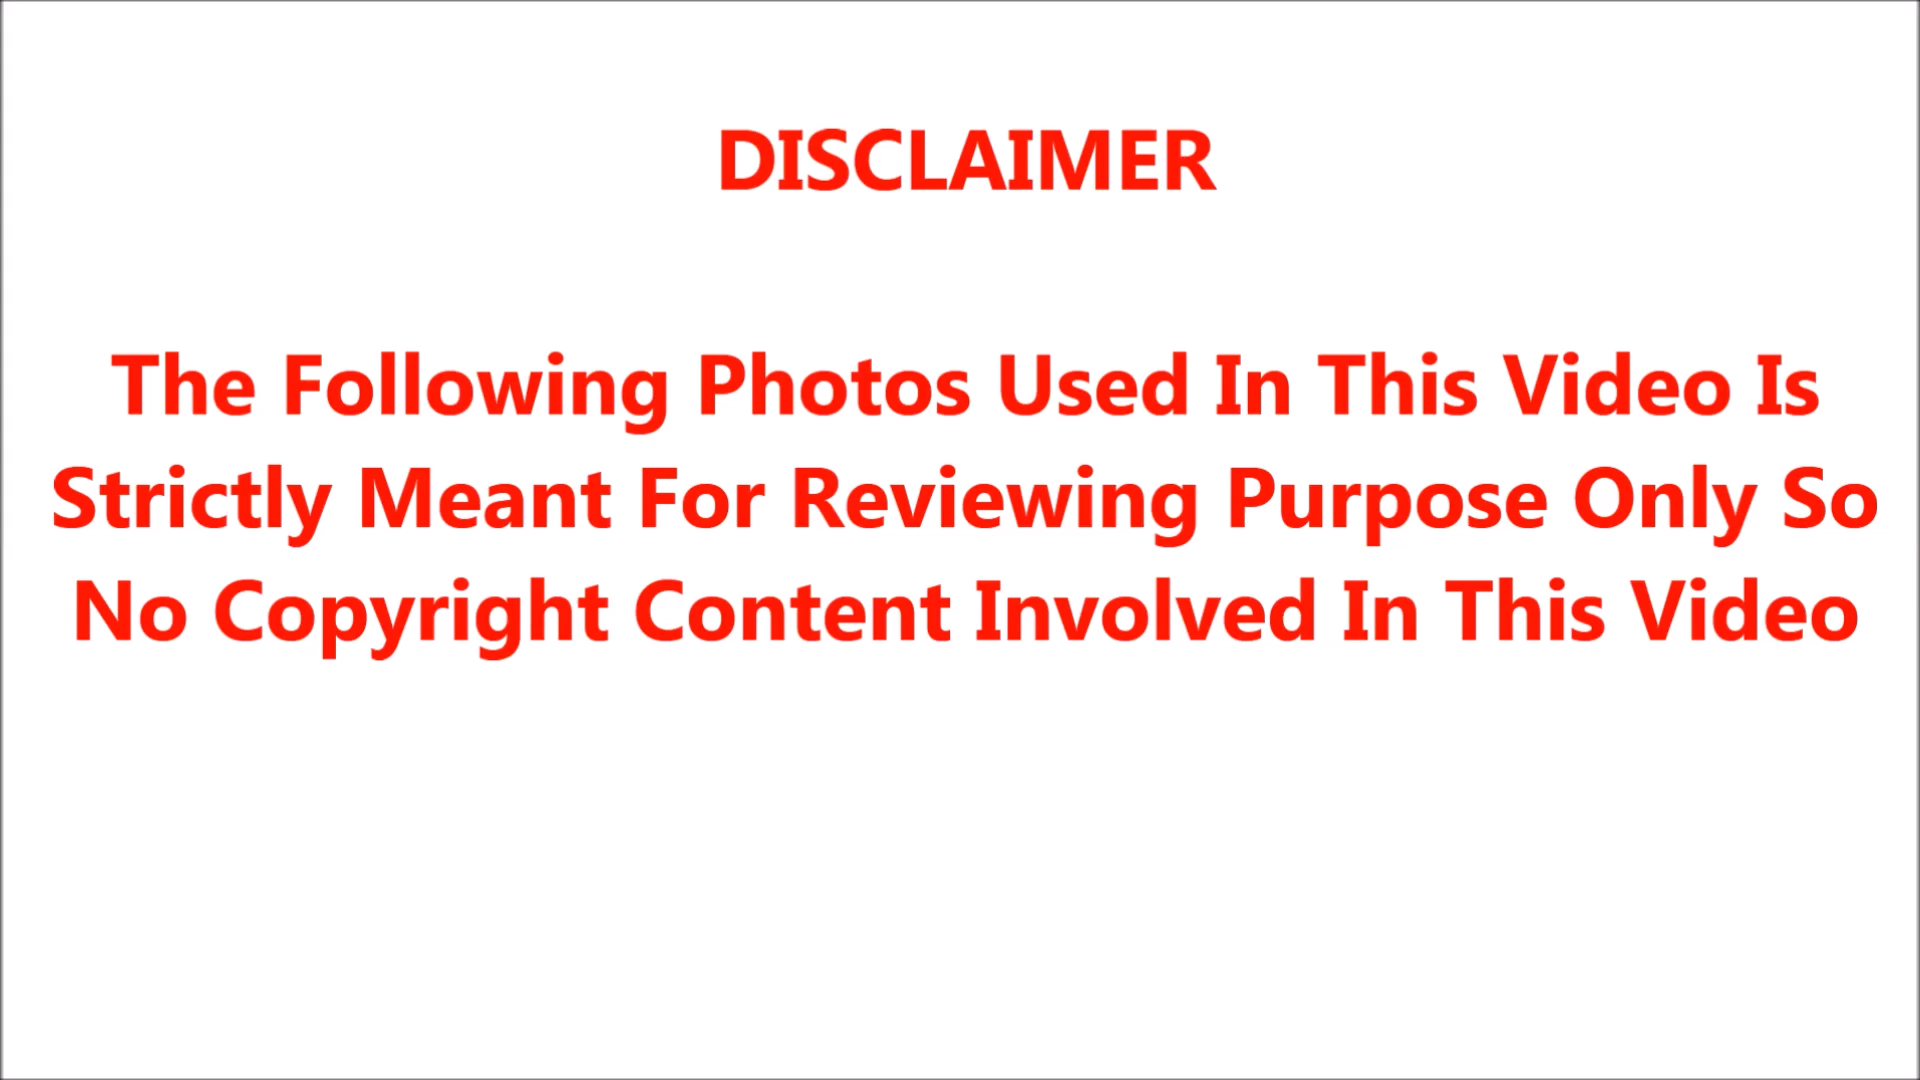 DISCLAIMER
The Following Photos Used In This Video Is
Strictly Meant For Reviewing Purpose Only So
No Copyright Content Involved In This Video